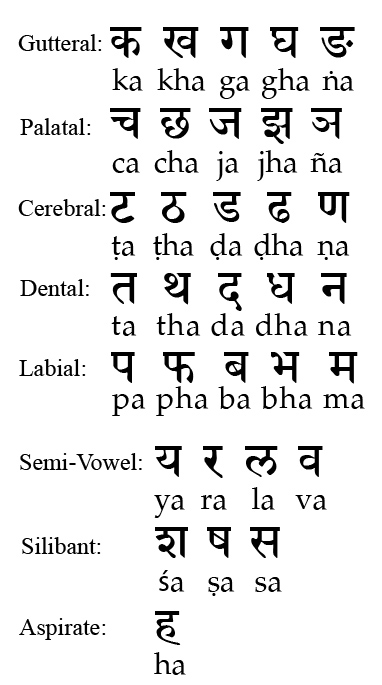 Gutteral: क ख ग घ ङ
ka kha ga gha ṅa
Palatal: च छ ज झ ञ
ca cha ja jha ña
Cerebral: ट ठ ड ढ ण
ṭa ṭha ḍa ḍha ṇa
Dental: त थ द ध न
ta tha da dha na
Labial: प फ ब भ म
pa pha ba bha ma
Semi-Vowel: य र ल व
ya ra la va
Silibant: श ष स
śa ṣa sa
Aspirate: ह
ha